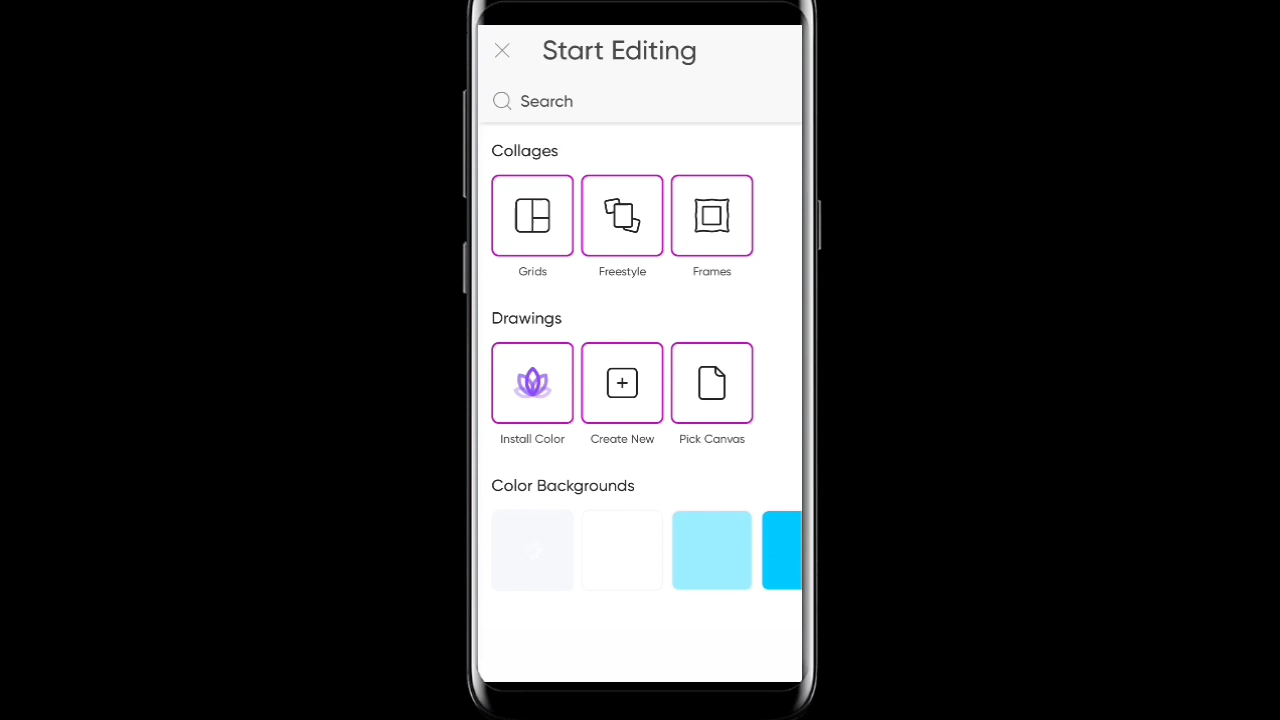 Start Editing
Search
Collages
Grids
Freestyle
Frames
Drawings
Install Color
Create New
Pick Canvas
Color Backgrounds